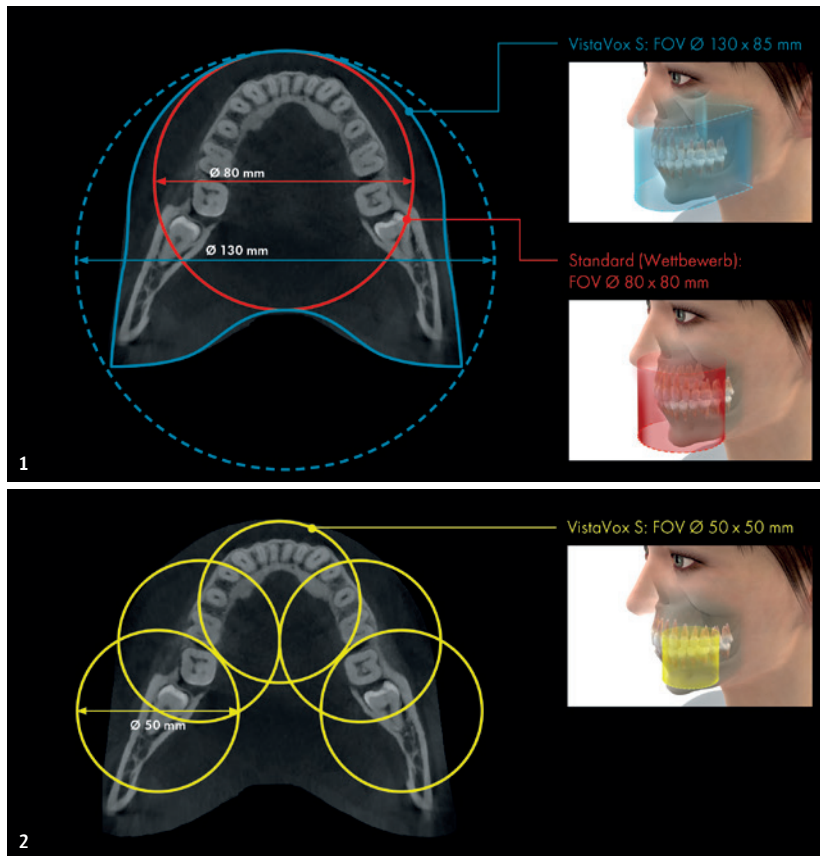 VistaVox S: FOV Ø 130 x 85 mm
Ø 80 mm
Ø 130 mm
Standard (Wettbewerb):
FOV Ø 80 x 80 mm
1
VistaVox S: FOV Ø 50 x 50 mm
Ø 50 mm
2